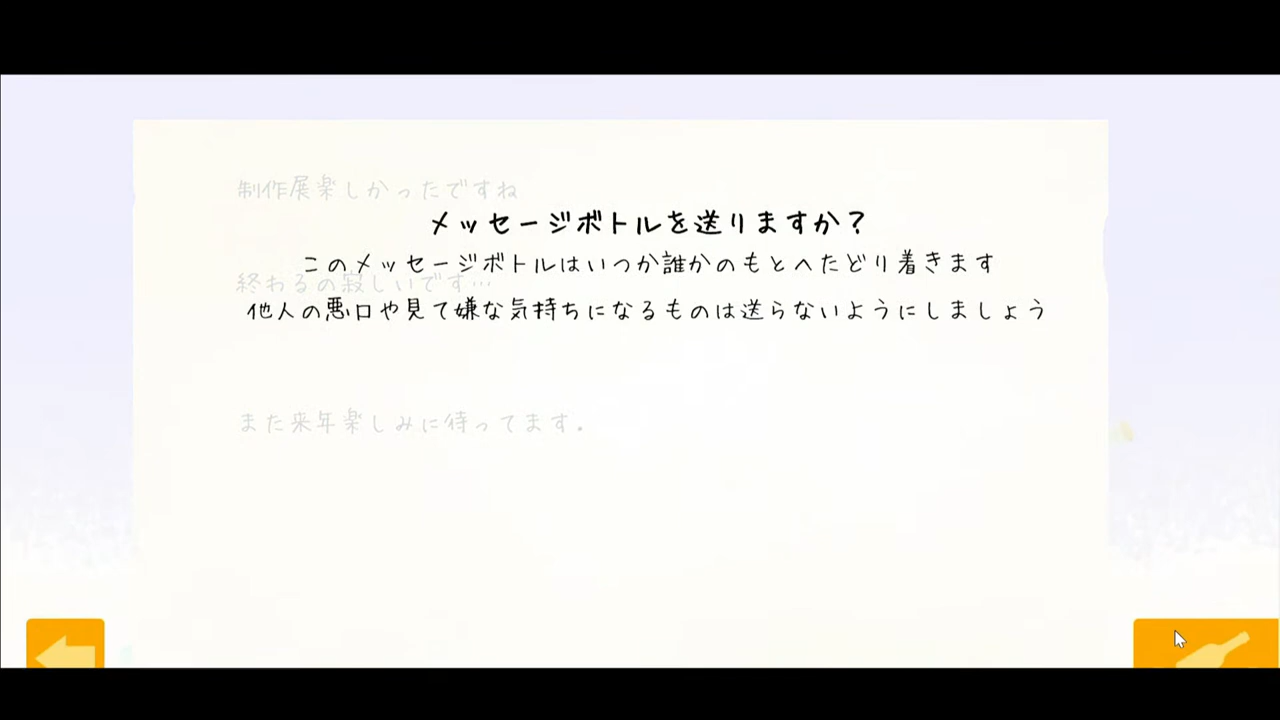 制作展楽しかったですね
メッセージボトルを送りますか？
このメッセージボトルはいつか誰かのもとへたどり着きます
終わるの寂しいです…
他人の悪口や見て嫌な気持ちになるものは送らないようにしましょう
また来年楽しみに待ってます.